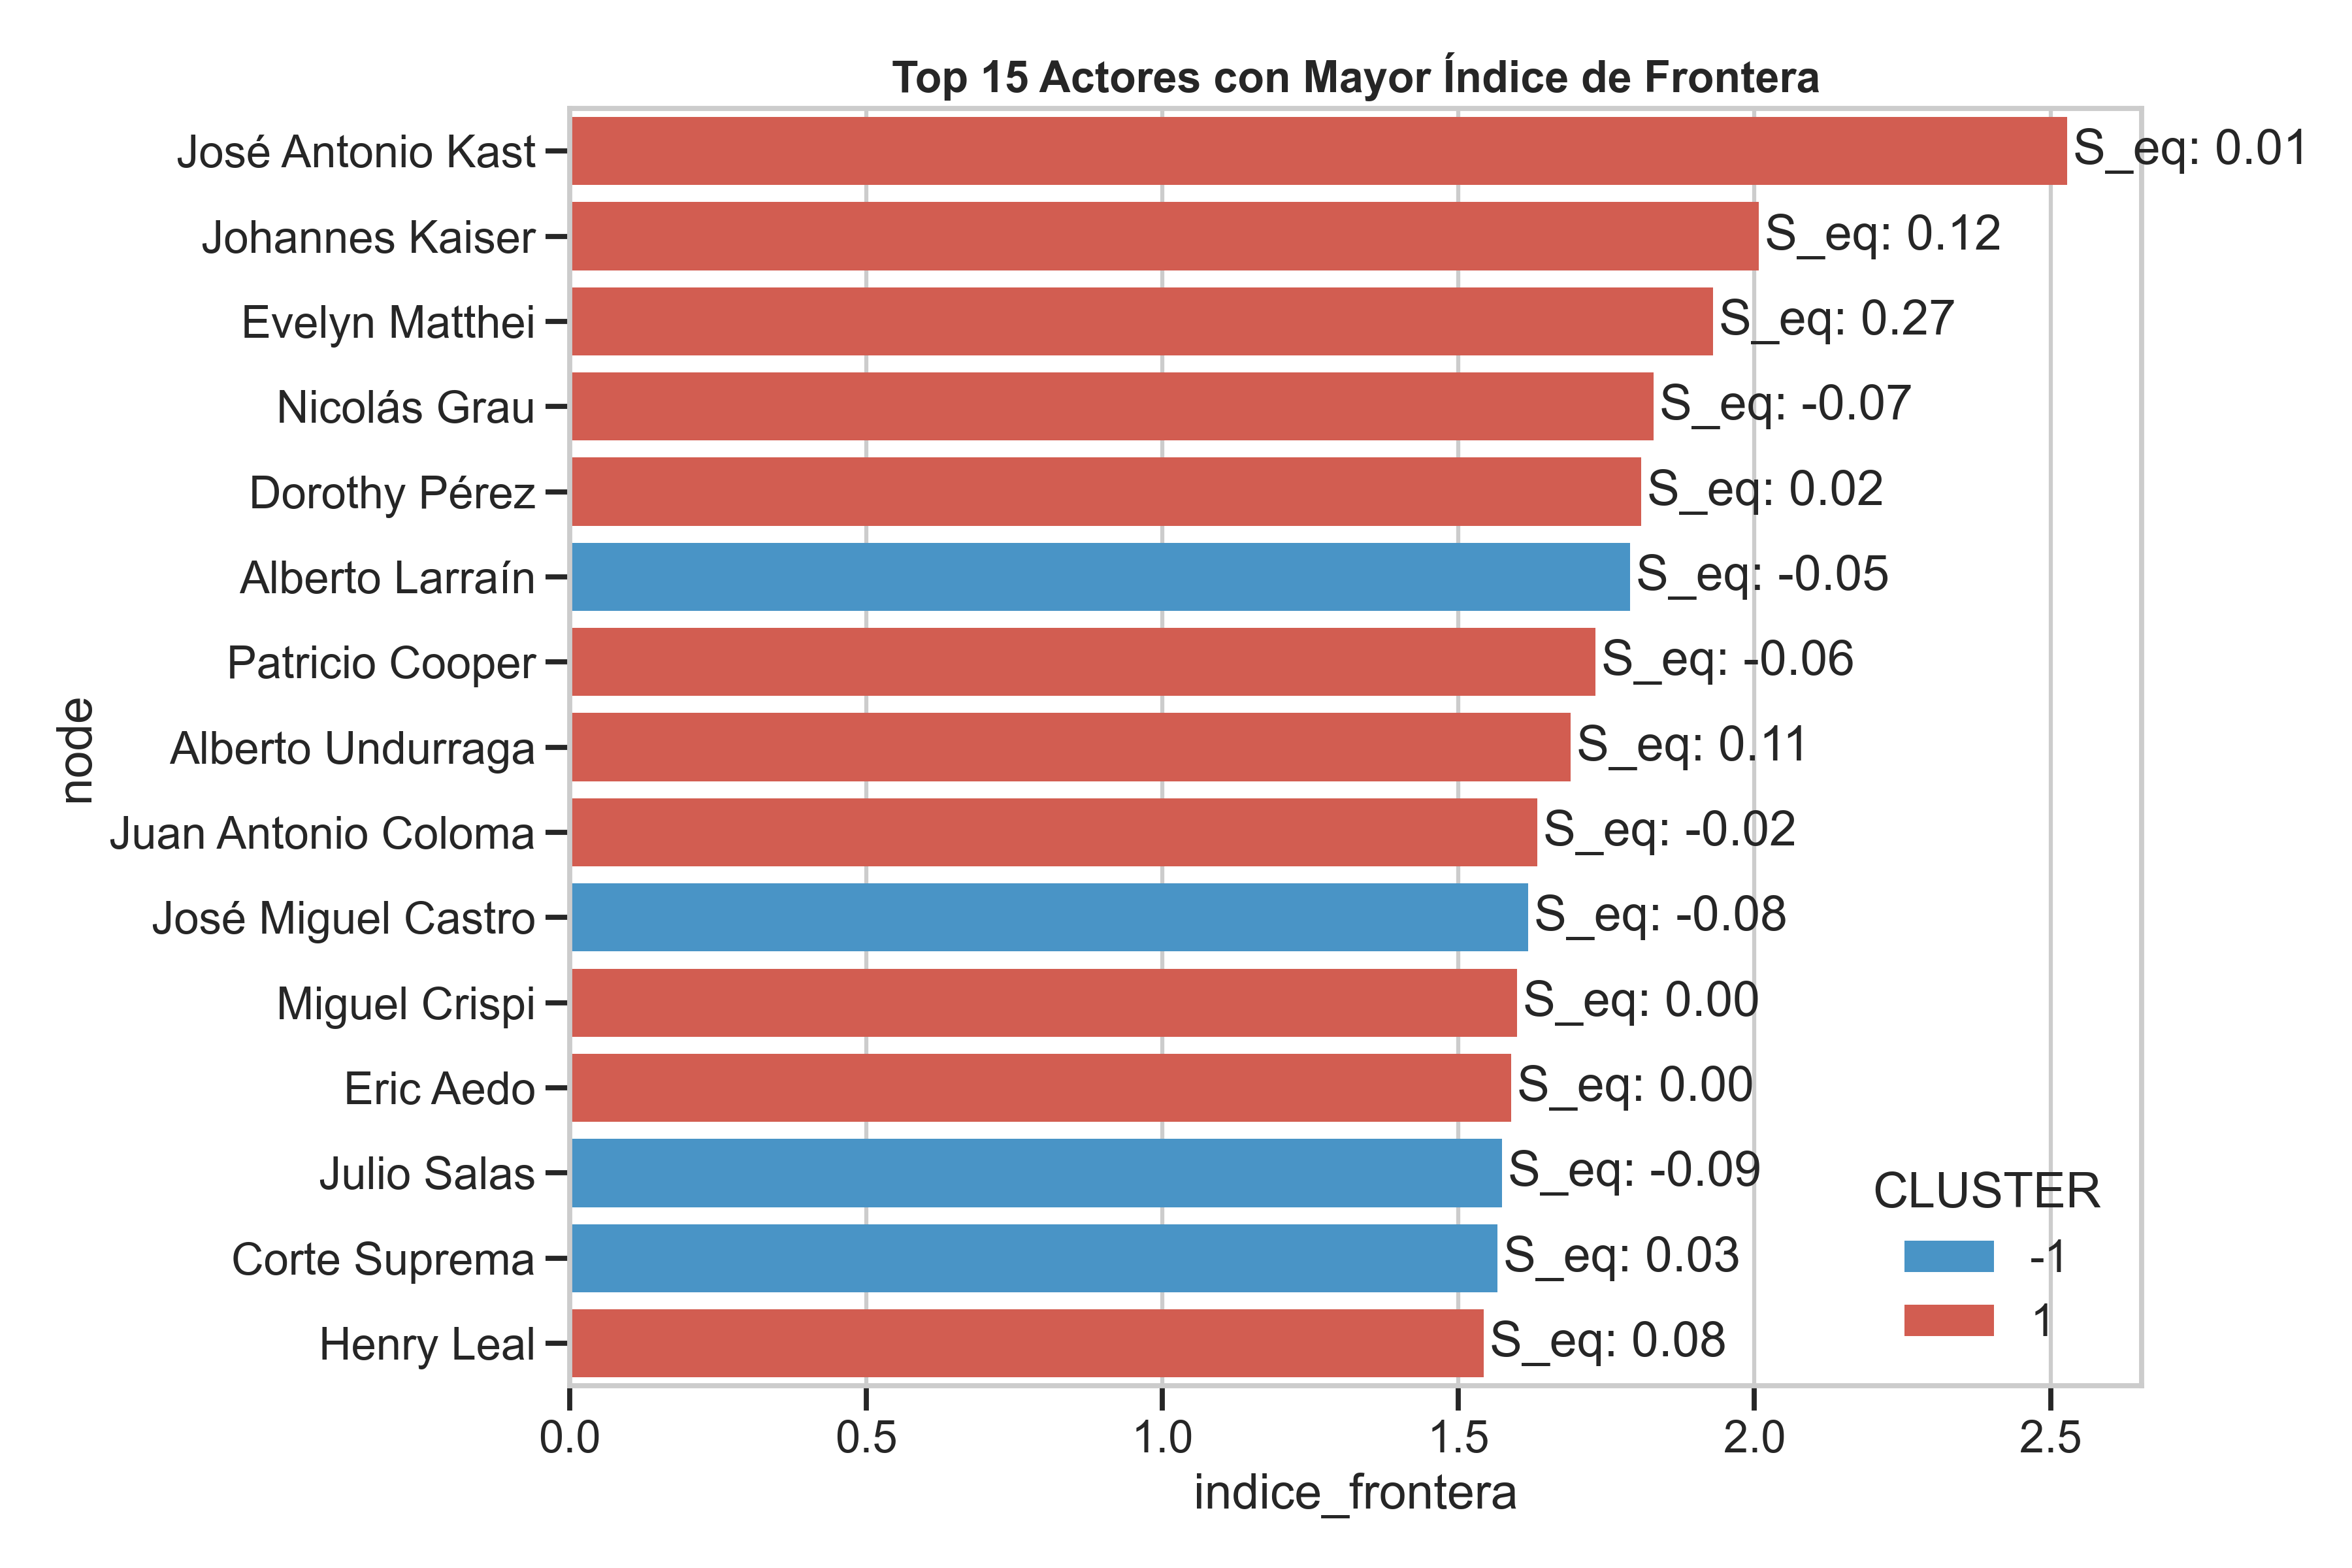 Top 15 Actores con Mayor Índice de Frontera
José Antonio Kast S_eq: 0.01
Johannes Kaiser S_eq: 0.12
Evelyn Matthei S_eq: 0.27
Nicolás Grau S_eq: -0.07
Dorothy Pérez S_eq: 0.02
Alberto Larraín S_eq: -0.05
Patricio Cooper S_eq: -0.06
Alberto Undurraga S_eq: 0.11
Juan Antonio Coloma S_eq: -0.02
José Miguel Castro S_eq: -0.08
Miguel Crispi S_eq: 0.00
Eric Aedo S_eq: 0.00
Julio Salas S_eq: -0.09
Corte Suprema S_eq: 0.03
Henry Leal S_eq: 0.08
node
CLUSTER
-1
1
0.0 0.5 1.0 1.5 2.0 2.5
indice_frontera